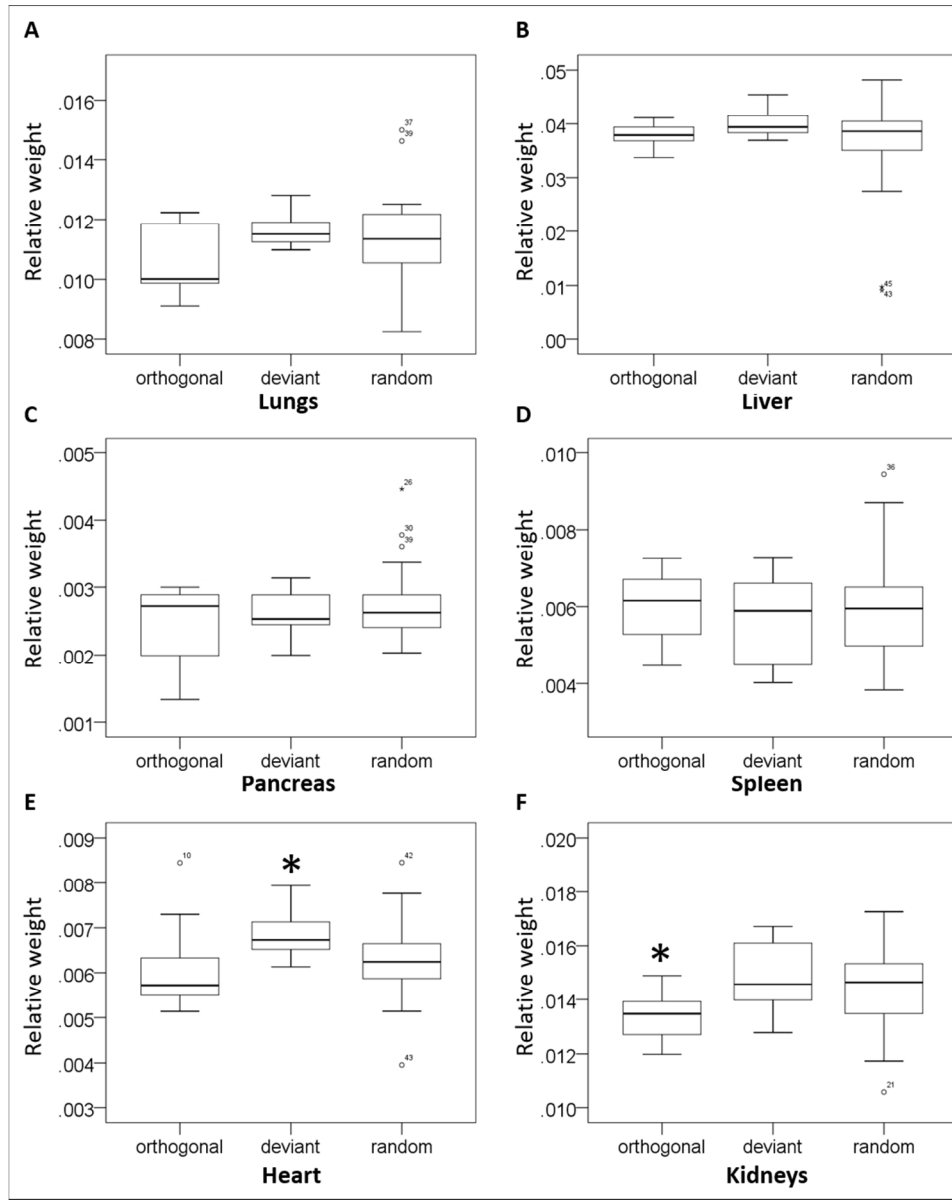 A
Relative weight
.016
.014
.012
.010
.008
37
39
orthogonal deviant random
Lungs
B
Relative weight
.05
.04
.03
.02
.01
.00
45
43
orthogonal deviant random
Liver
C
Relative weight
.005
.004
.003
.002
.001
26
30
39
orthogonal deviant random
Pancreas
D
Relative weight
.010
.008
.006
.004
36
orthogonal deviant random
Spleen
E
Relative weight
.009
.008
.007
.006
.005
.004
.003
10
*
42
43
orthogonal deviant random
Heart
F
Relative weight
.020
.018
.016
.014
.012
.010
*
21
orthogonal deviant random
Kidneys